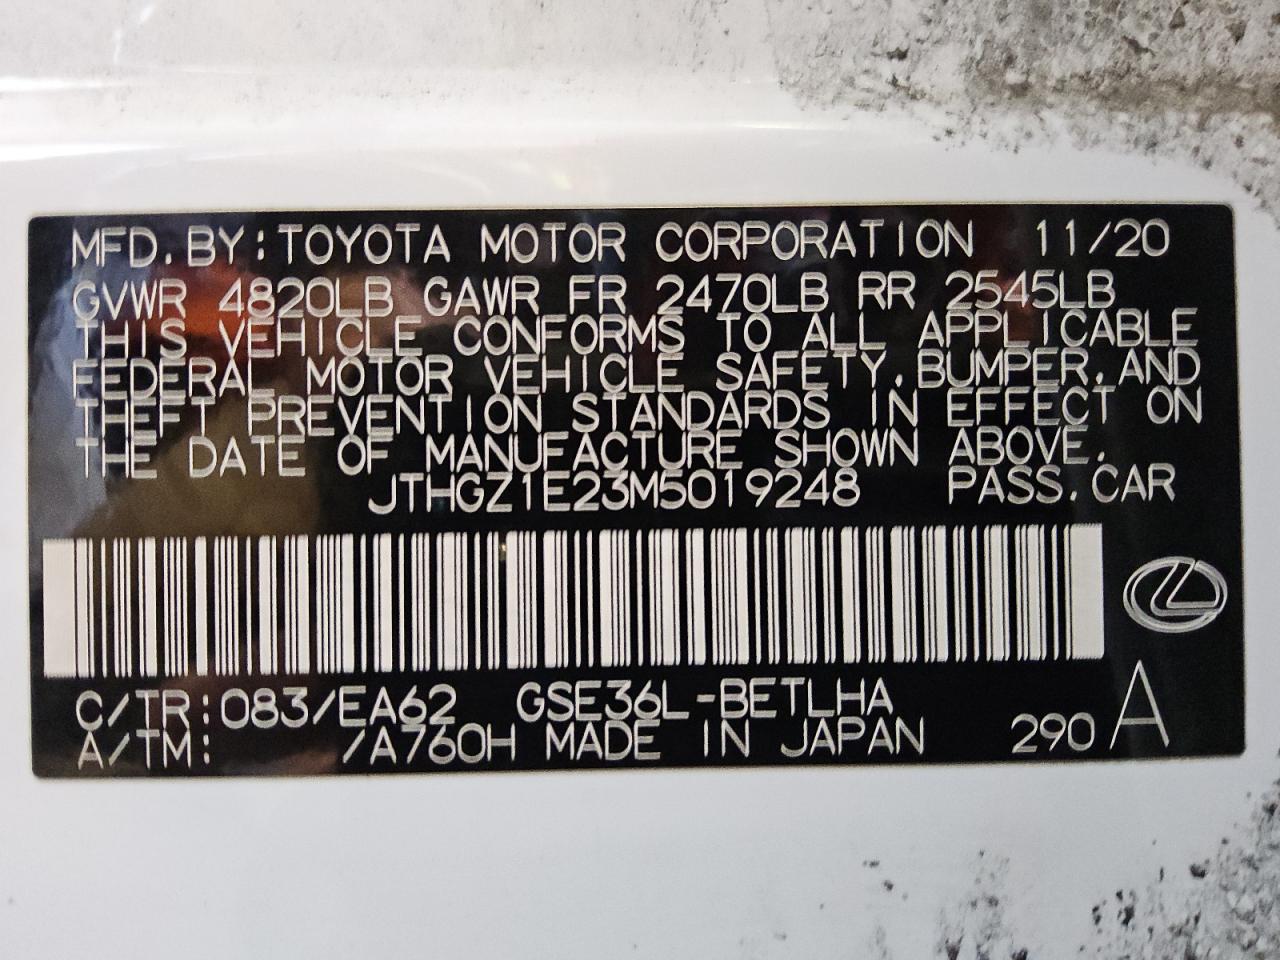 MFD. BY: TOYOTA MOTOR CORPORATION 11/20
GVWR 4820LB GAWR FR 2470LB RR 2545LB
THIS VEHICLE CONFORMS TO ALL APPLICABLE
FEDERAL MOTOR VEHICLE SAFETY, BUMPER, AND
THEFT PREVENTION STANDARDS IN EFFECT ON
THE DATE OF MANUFACTURE SHOWN ABOVE.
JTHGZ1E23M5019248 PASS. CAR
C/TR: 083/EA62 GSE36L-BETLHA
A/TM: /A760H MADE IN JAPAN 290 A